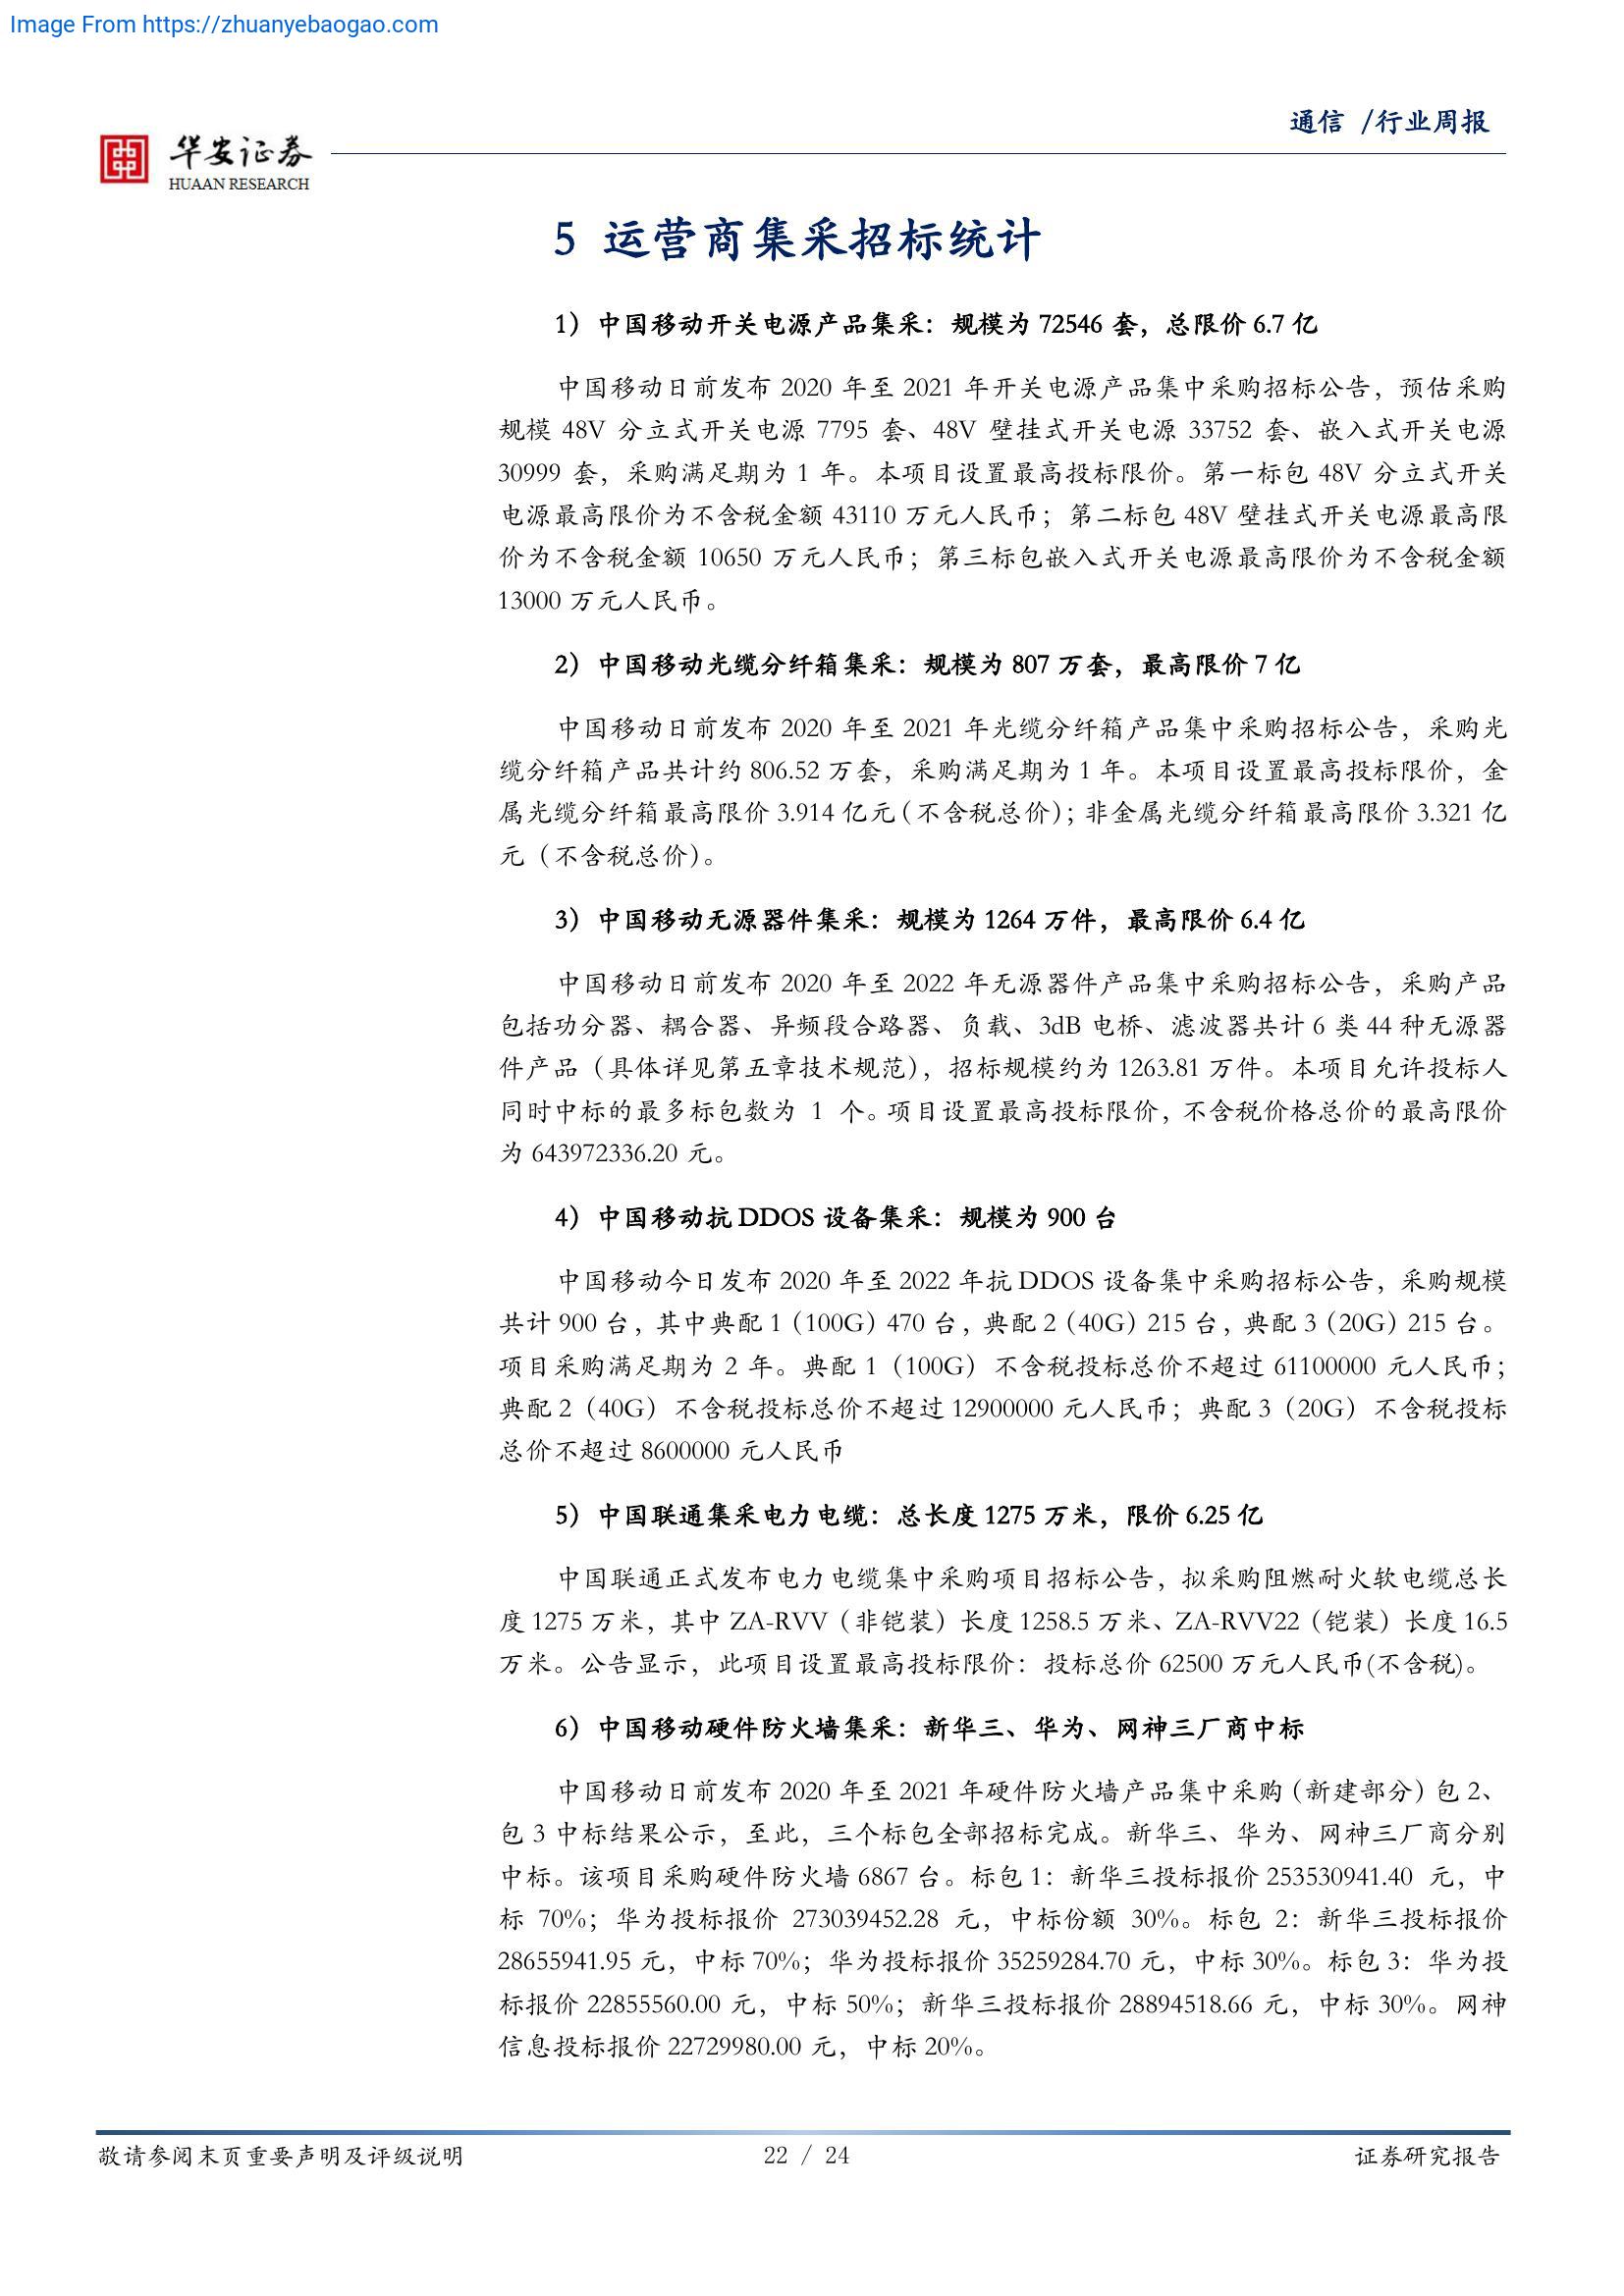 Image From https://zhuanyebaogao.com
通信 /行业周报
华安证券
HUAAN RESEARCH
5 运营商集采招标统计
1）中国移动开关电源产品集采：规模为 72546 套，总限价 6.7 亿
中国移动日前发布 2020 年至 2021 年开关电源产品集中采购招标公告，预估采购
规模 48V 分立式开关电源 7795 套、48V 壁挂式开关电源 33752 套、嵌入式开关电源
30999 套，采购满足期为 1 年。本项目设置最高投标限价。第一标包 48V 分立式开关
电源最高限价为不含税金额 43110 万元人民币；第二标包 48V 壁挂式开关电源最高限
价为不含税金额 10650 万元人民币；第三标包嵌入式开关电源最高限价为不含税金额
13000 万元人民币。
2）中国移动光缆分纤箱集采：规模为 807 万套，最高限价 7 亿
中国移动日前发布 2020 年至 2021 年光缆分纤箱产品集中采购招标公告，采购光
缆分纤箱产品共计约 806.52 万套，采购满足期为 1 年。本项目设置最高投标限价，金
属光缆分纤箱最高限价 3.914 亿元（不含税总价）；非金属光缆分纤箱最高限价 3.321 亿
元（不含税总价）。
3）中国移动无源器件集采：规模为 1264 万件，最高限价 6.4 亿
中国移动日前发布 2020 年至 2022 年无源器件产品集中采购招标公告，采购产品
包括功分器、耦合器、异频段合路器、负载、3dB 电桥、滤波器共计 6 类 44 种无源器
件产品（具体详见第五章技术规范），招标规模约为 1263.81 万件。本项目允许投标人
同时中标的最多标包数为 1 个。项目设置最高投标限价，不含税价格总价的最高限价
为 643972336.20 元。
4）中国移动抗 DDOS 设备集采：规模为 900 台
中国移动今日发布 2020 年至 2022 年抗 DDOS 设备集中采购招标公告，采购规模
共计 900 台，其中典配 1（100G）470 台，典配 2（40G）215 台，典配 3（20G）215 台。
项目采购满足期为 2 年。典配 1（100G）不含税投标总价不超过 61100000 元人民币；
典配 2（40G）不含税投标总价不超过 12900000 元人民币；典配 3（20G）不含税投标
总价不超过 8600000 元人民币
5）中国联通集采电力电缆：总长度 1275 万米，限价 6.25 亿
中国联通正式发布电力电缆集中采购项目招标公告，拟采购阻燃耐火软电缆总长
度 1275 万米，其中 ZA-RVV（非铠装）长度 1258.5 万米、ZA-RVV22（铠装）长度 16.5
万米。公告显示，此项目设置最高投标限价：投标总价 62500 万元人民币(不含税)。
6）中国移动硬件防火墙集采：新华三、华为、网神三厂商中标
中国移动日前发布 2020 年至 2021 年硬件防火墙产品集中采购（新建部分）包 2、
包 3 中标结果公示，至此，三个标包全部招标完成。新华三、华为、网神三厂商分别
中标。该项目采购硬件防火墙 6867 台。标包 1：新华三投标报价 253530941.40 元，中
标 70%；华为投标报价 273039452.28 元，中标份额 30%。标包 2：新华三投标报价
28655941.95 元，中标 70%；华为投标报价 35259284.70 元，中标 30%。标包 3：华为投
标报价 22855560.00 元，中标 50%；新华三投标报价 28894518.66 元，中标 30%。网神
信息投标报价 22729980.00 元，中标 20%。
敬请参阅末页重要声明及评级说明
22 / 24
证券研究报告